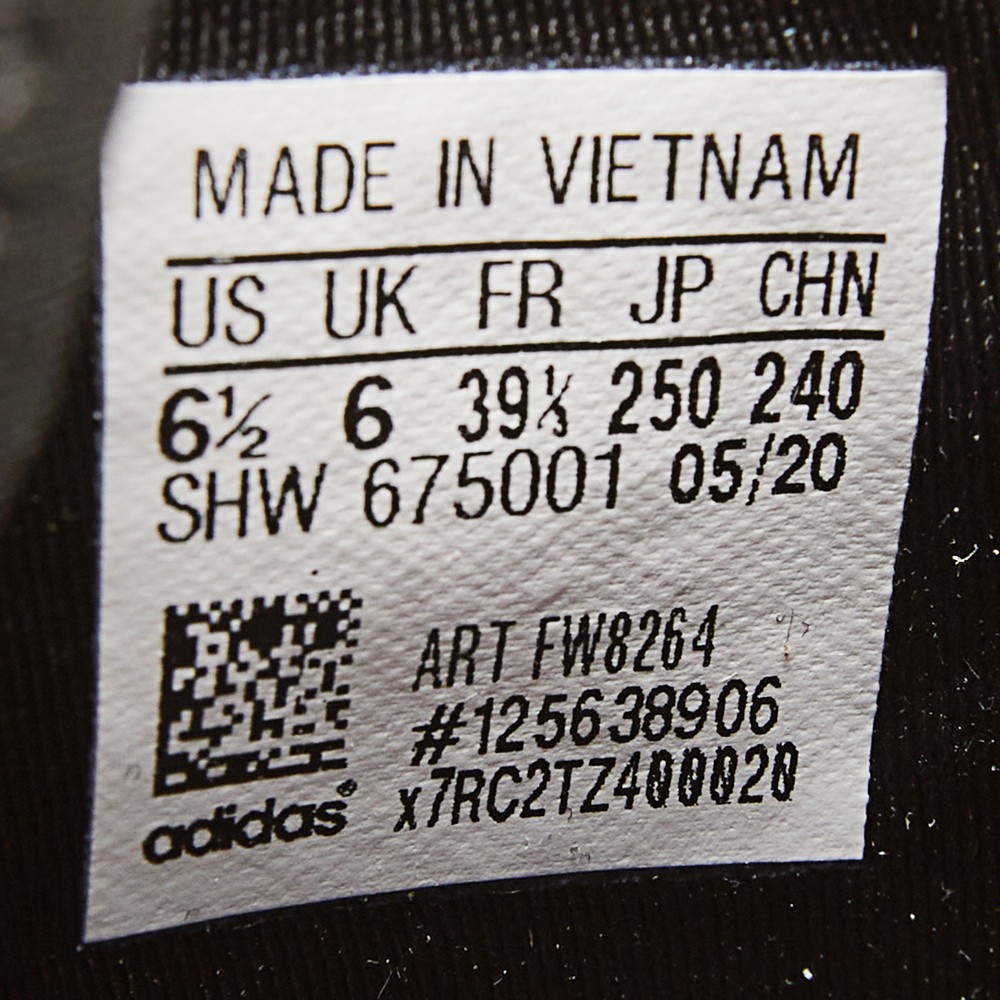 MADE IN VIETNAM
US UK FR JP CHN
6½ 6 39⅓ 250 240
SHW 675001 05/20
ART FW8264
#125638906
x7RC2TZ400020
adidas®